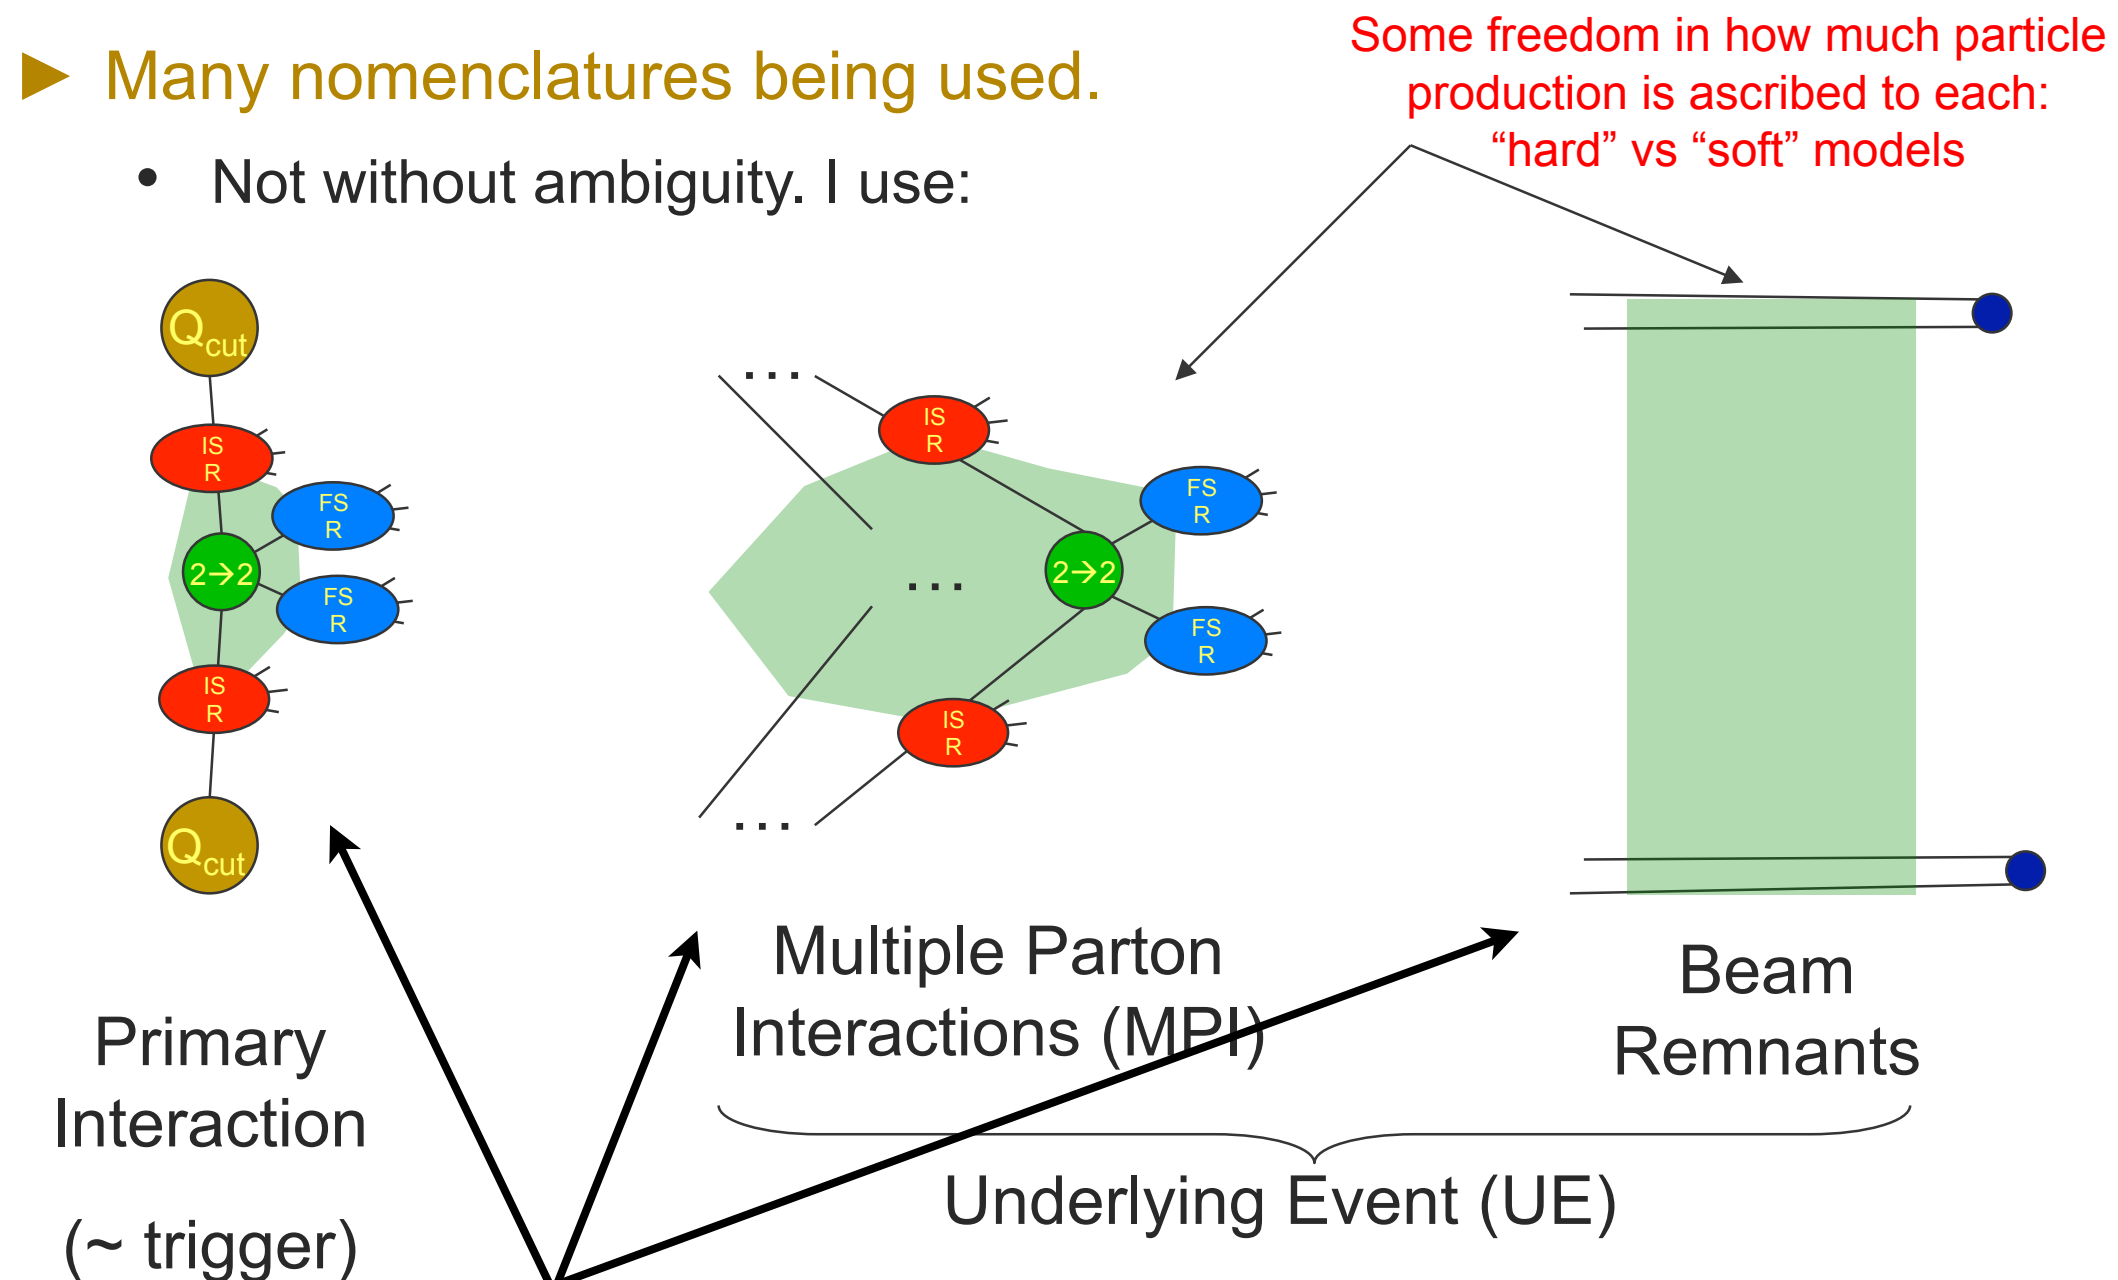 ► Many nomenclatures being used.
• Not without ambiguity. I use:
Some freedom in how much particle
production is ascribed to each:
“hard” vs “soft” models
Qcut
IS
R
FS
R
2→2
FS
R
IS
R
Qcut
...
IS
R
FS
R
...
2→2
FS
R
IS
R
...
Primary
Interaction
(~ trigger)
Multiple Parton
Interactions (MPI)
Beam
Remnants
Underlying Event (UE)